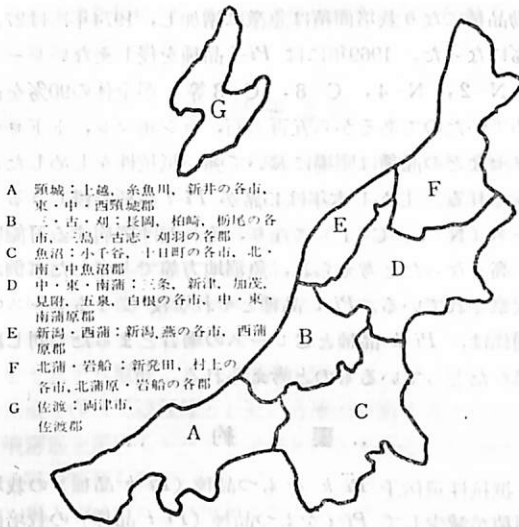 G
F
E
D
B
C
A
A 頸城：上越，糸魚川，新井の各市，
東・中・西頸城郡
B 三・古・刈：長岡，柏崎，栃尾の各
市，三島・古志・刈羽の各郡
C 魚沼：小千谷，十日町の各市，北
・中魚沼郡
D 中・東・南蒲：三条，新津，加茂，
見附，五泉，白根の各市，中・東・
南蒲原郡
新潟・西蒲：新潟，燕の各市，西蒲
原郡
F 北蒲・岩船：新発田，村上の
各市，北蒲原・岩船の各郡
G 佐渡：両津市，
佐渡郡